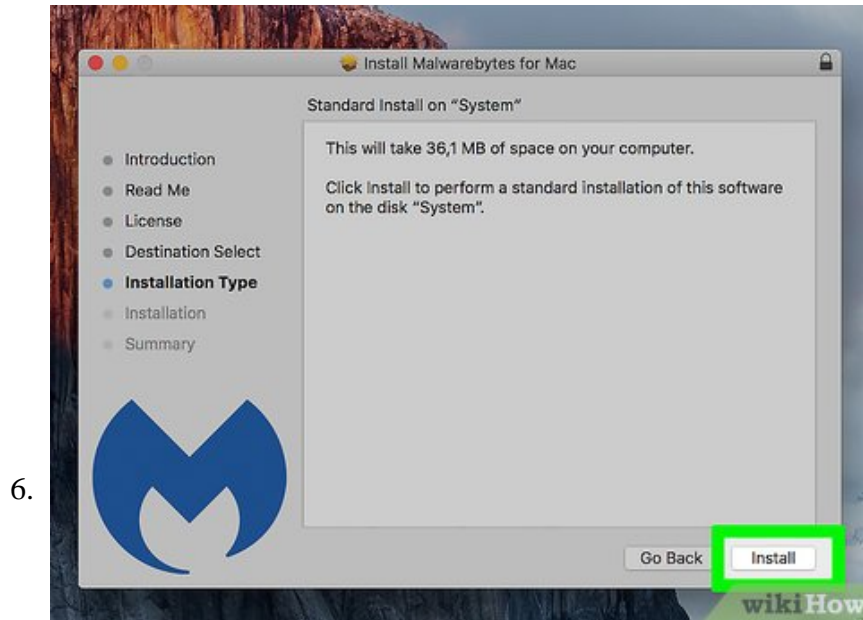 Install Malwarebytes for Mac
Standard Install on "System"
Introduction
Read Me
License
Destination Select
Installation Type
Installation
Summary
This will take 36,1 MB of space on your computer.
Click Install to perform a standard installation of this software
on the disk "System".
6.
Go Back
Install
wikiHow